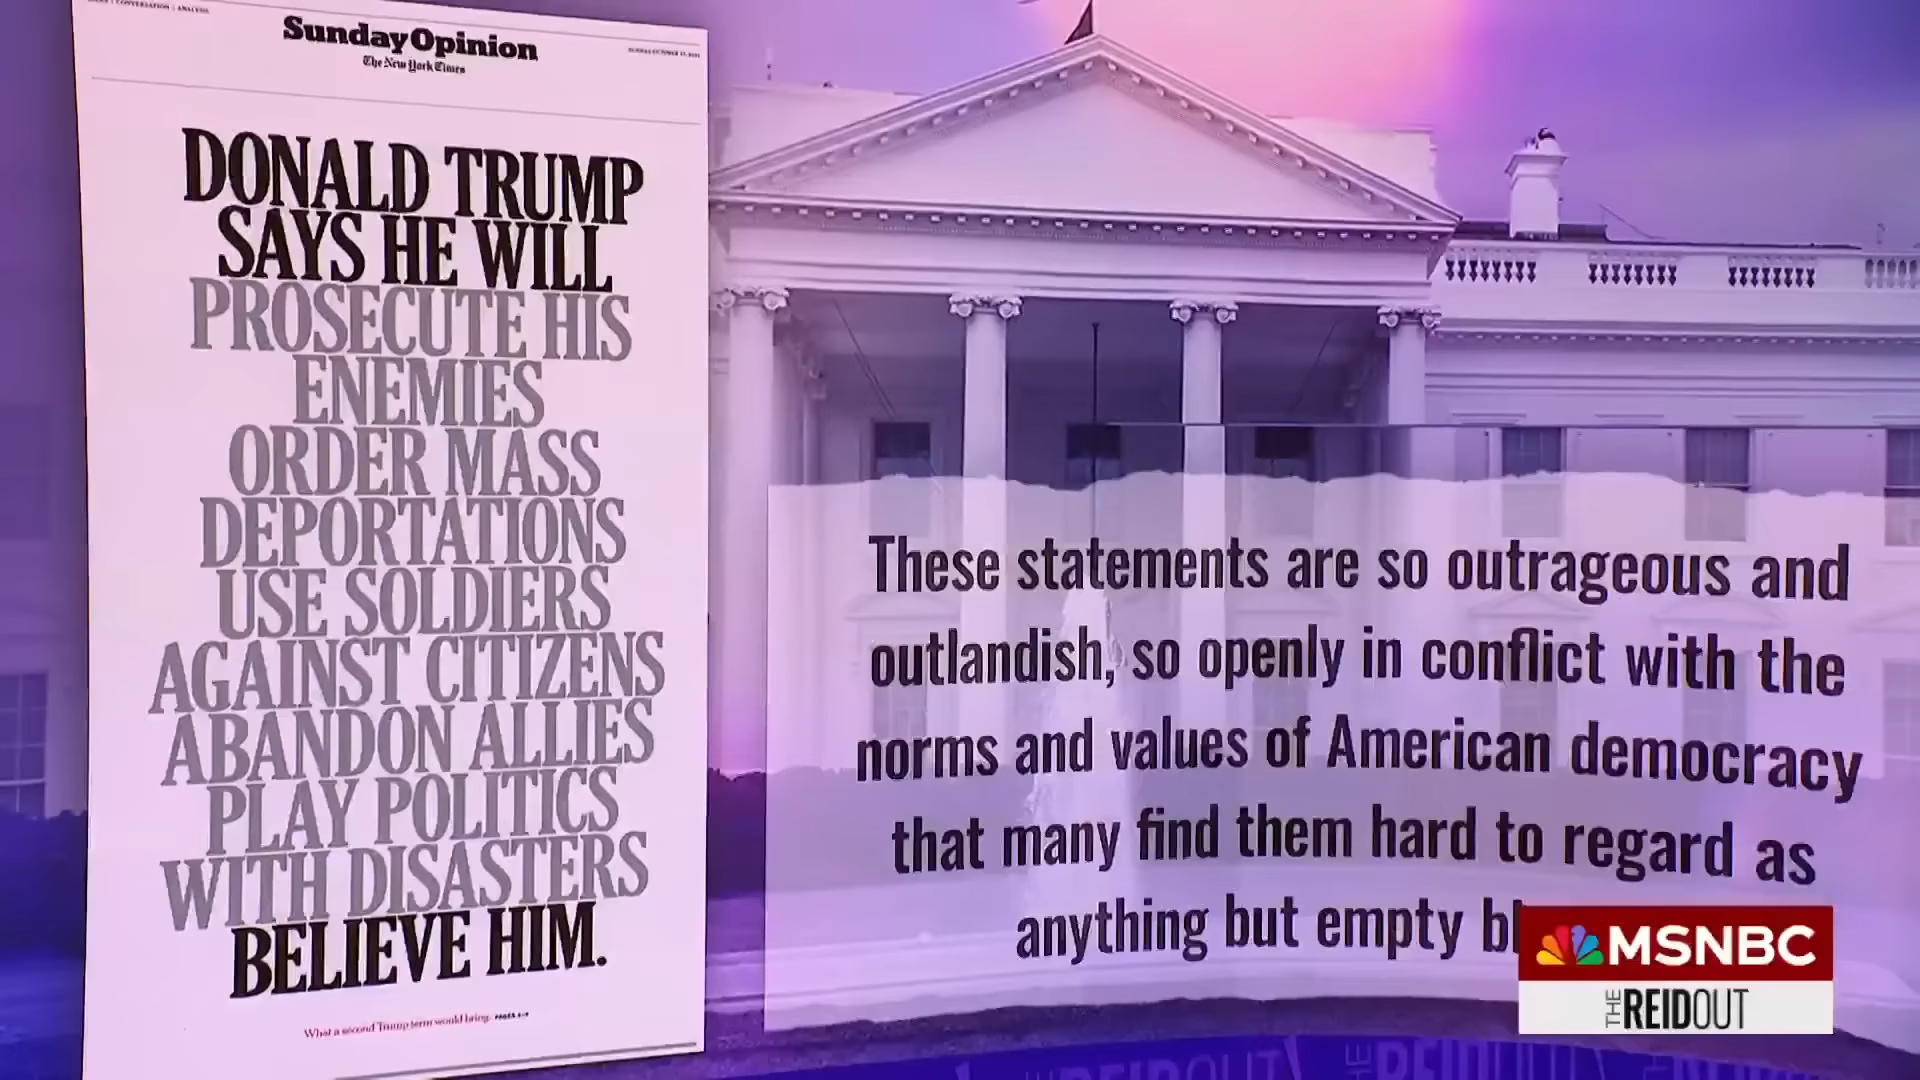 Sunday Opinion
The New York Times
DONALD TRUMP
SAYS HE WILL
PROSECUTE HIS
ENEMIES
ORDER MASS
DEPORTATIONS
USE SOLDIERS
AGAINST CITIZENS
ABANDON ALLIES
PLAY POLITICS
WITH DISASTERS
BELIEVE HIM.
What a second Trump term would bring.
These statements are so outrageous and
outlandish, so openly in conflict with the
norms and values of American democracy
that many find them hard to regard as
anything but empty bl
MSNBC
THE REIDOUT
THE REIDOUT